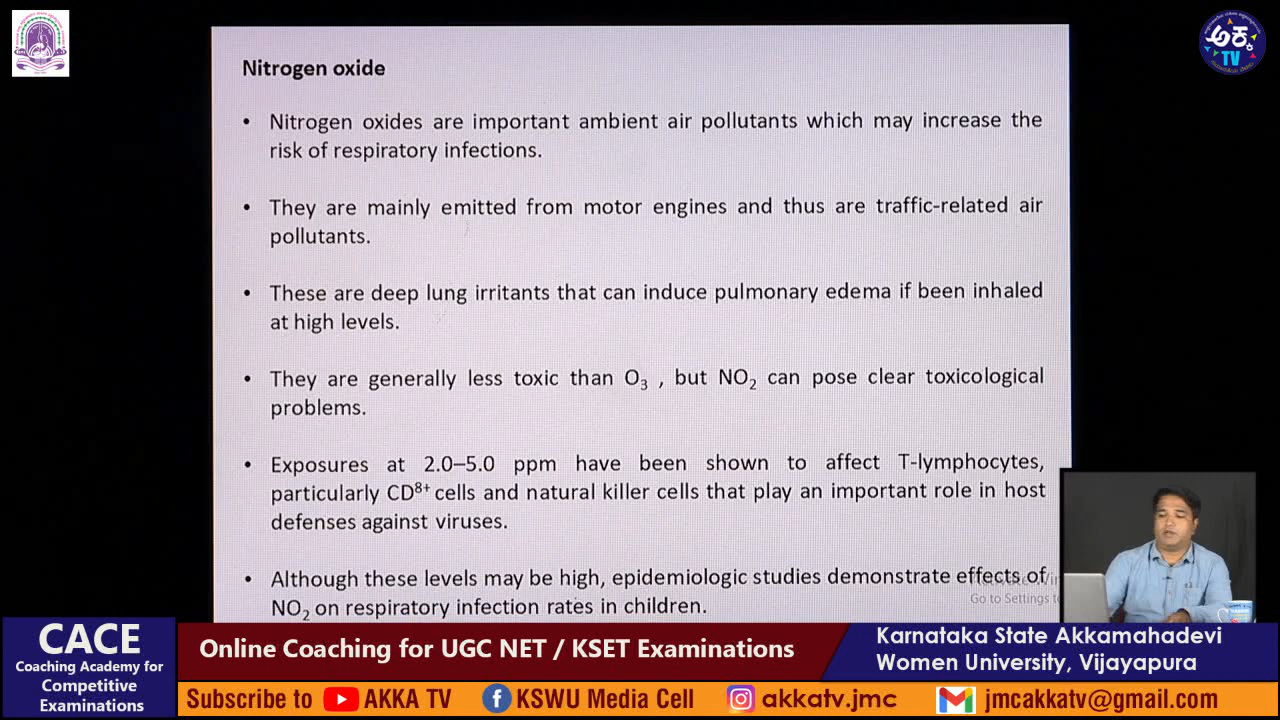 ಅಕ್ಕ
TV
Nitrogen oxide
• Nitrogen oxides are important ambient air pollutants which may increase the
risk of respiratory infections.
• They are mainly emitted from motor engines and thus are traffic-related air
pollutants.
• These are deep lung irritants that can induce pulmonary edema if been inhaled
at high levels.
• They are generally less toxic than O₃ , but NO₂ can pose clear toxicological
problems.
• Exposures at 2.0–5.0 ppm have been shown to affect T-lymphocytes,
particularly CD⁸⁺ cells and natural killer cells that play an important role in host
defenses against viruses.
• Although these levels may be high, epidemiologic studies demonstrate effects of
NO₂ on respiratory infection rates in children.
Go to Settings to
CACE
Coaching Academy for
Competitive
Examinations
Online Coaching for UGC NET / KSET Examinations
Karnataka State Akkamahadevi
Women University, Vijayapura
Subscribe to AKKA TV KSWU Media Cell akkatv.jmc jmcakkatv@gmail.com